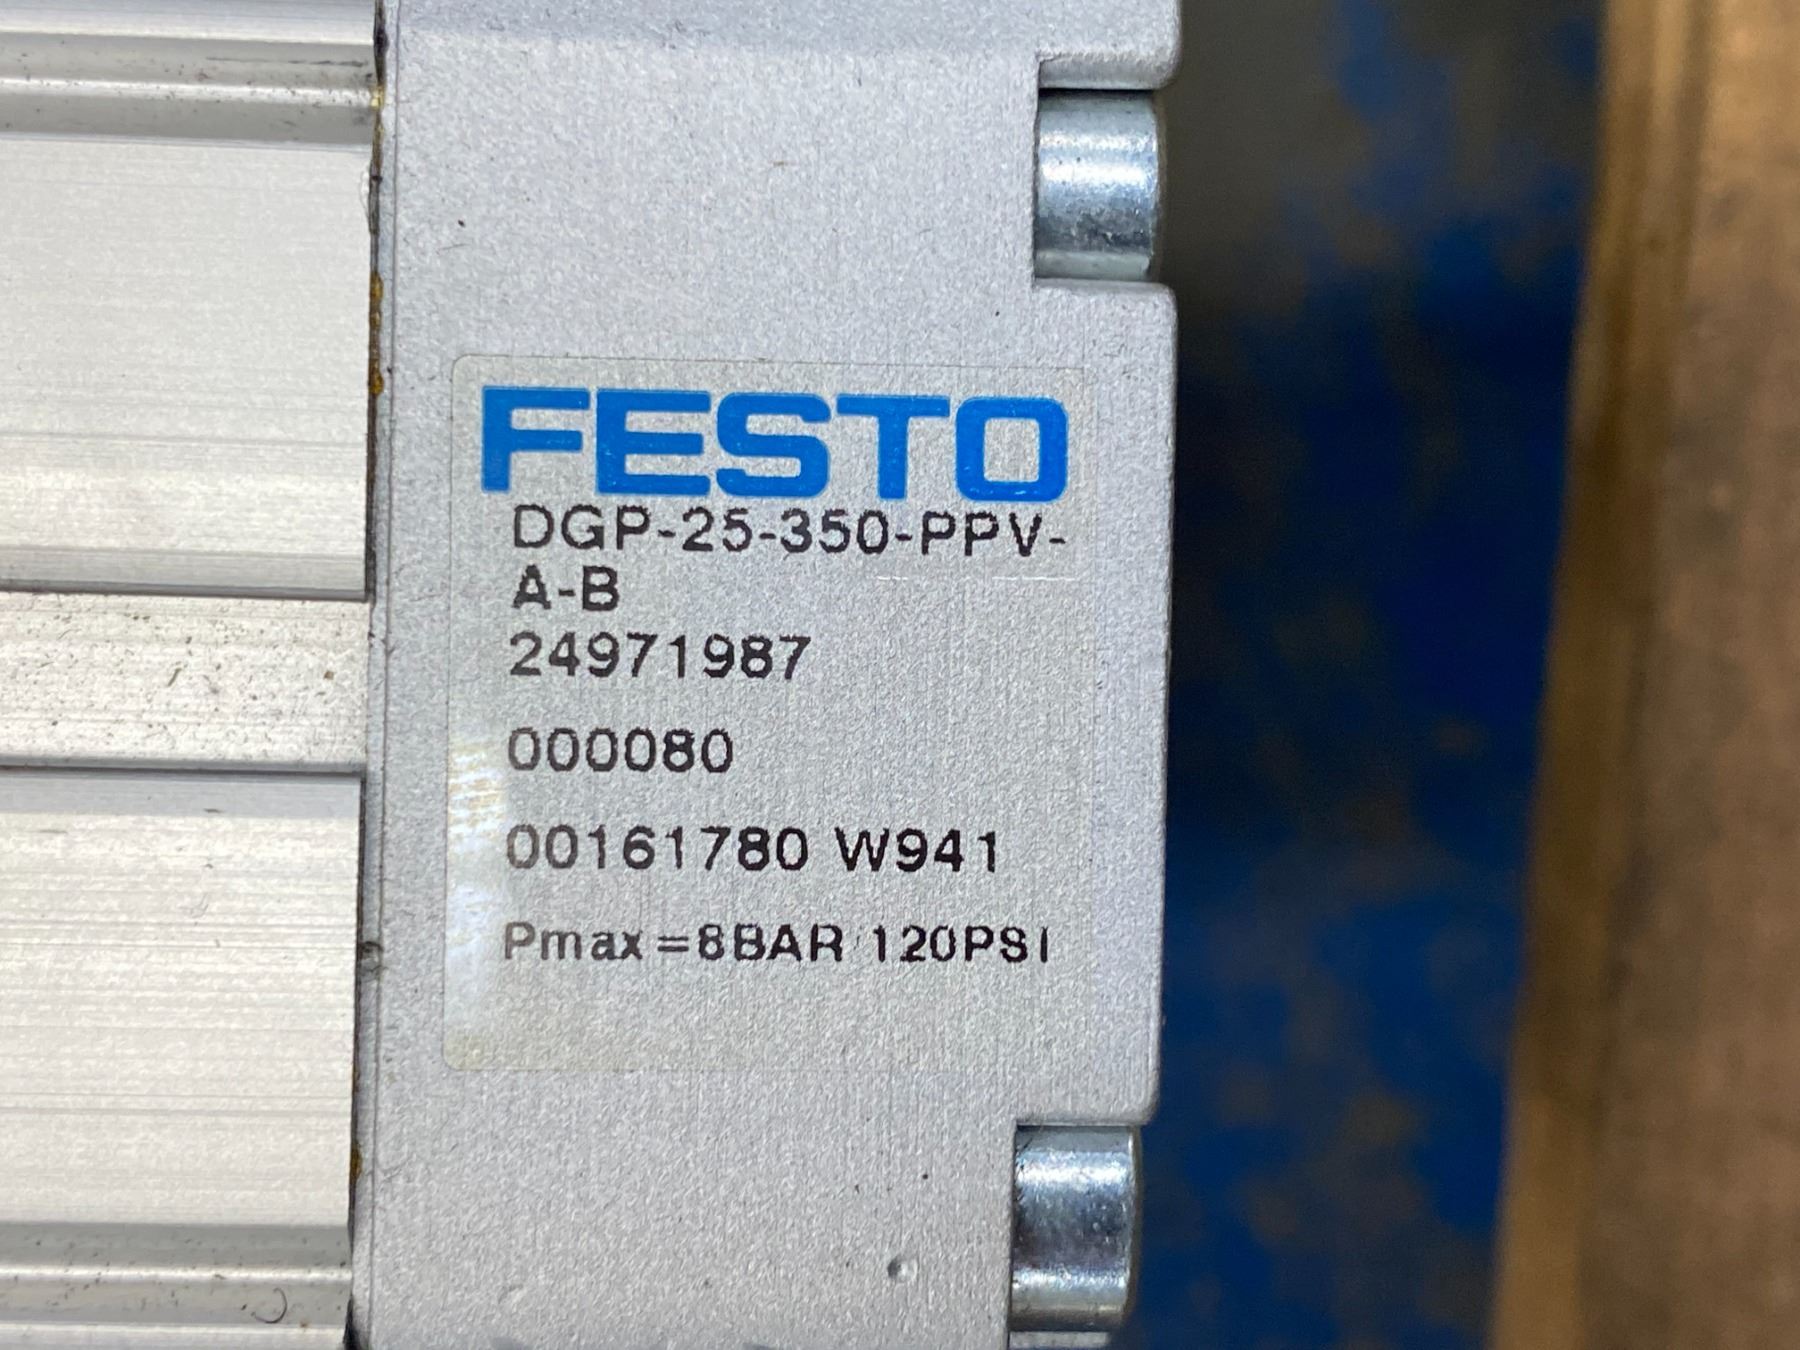 FESTO
DGP-25-350-PPV-
A-B
24971987
000080
00161780 W941
Pmax=8BAR 120PSI